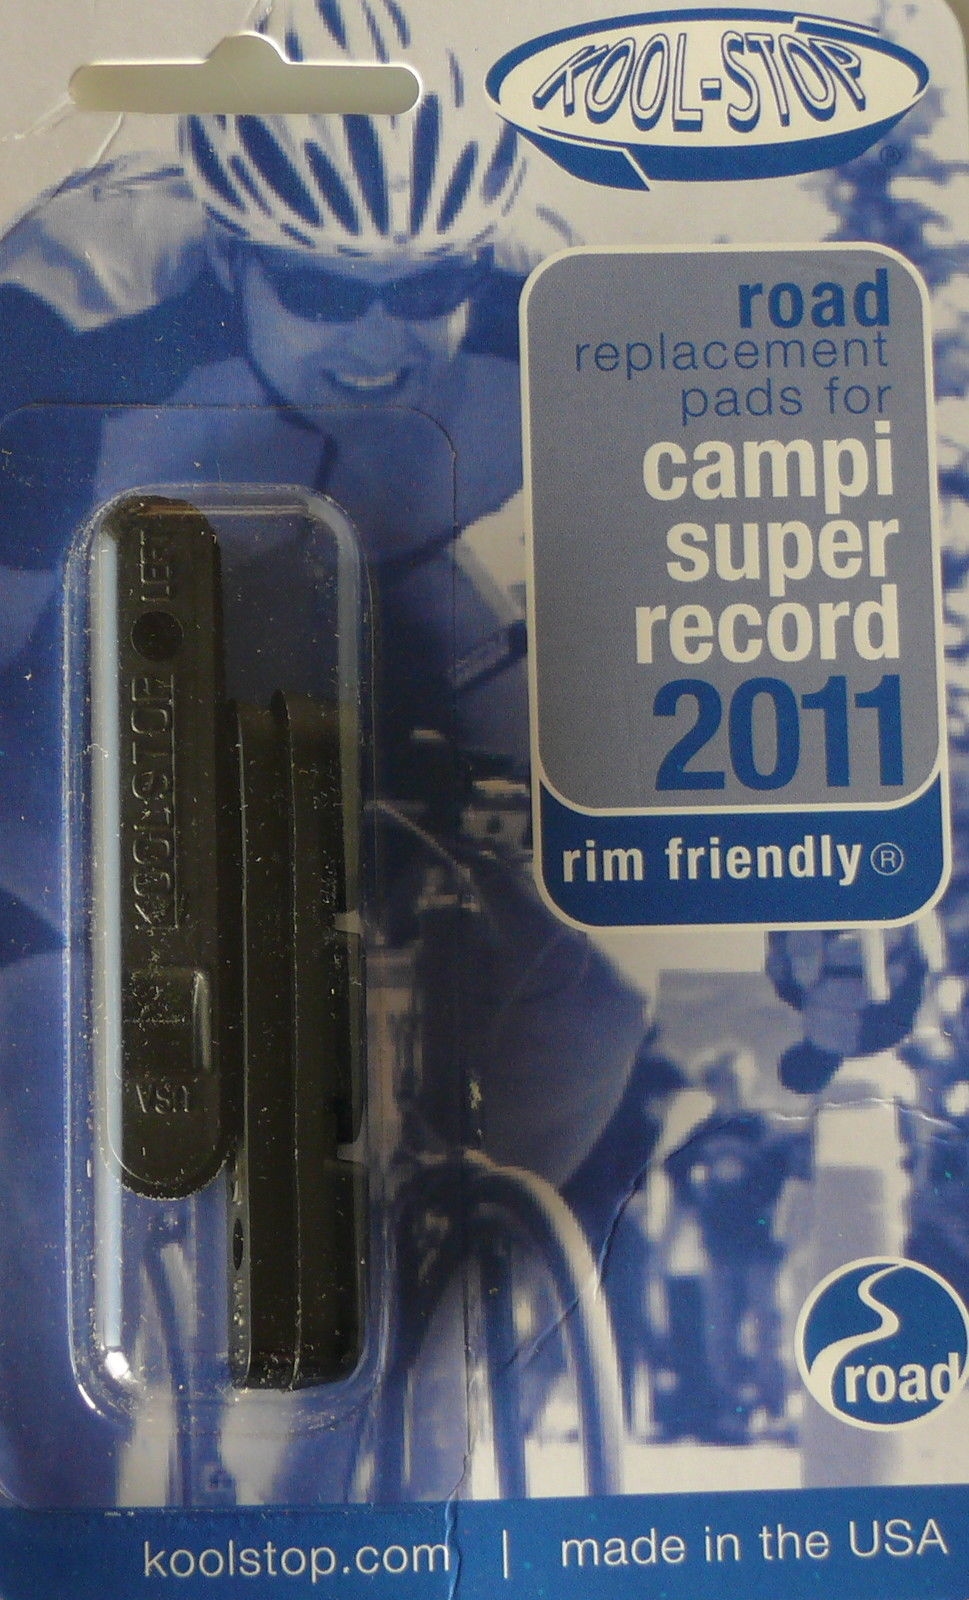 KOOL-STOP
®
road
replacement
pads for
campi
super
record
2011
rim friendly®
LEFT
KOOLSTOP
USA
road
koolstop.com | made in the USA